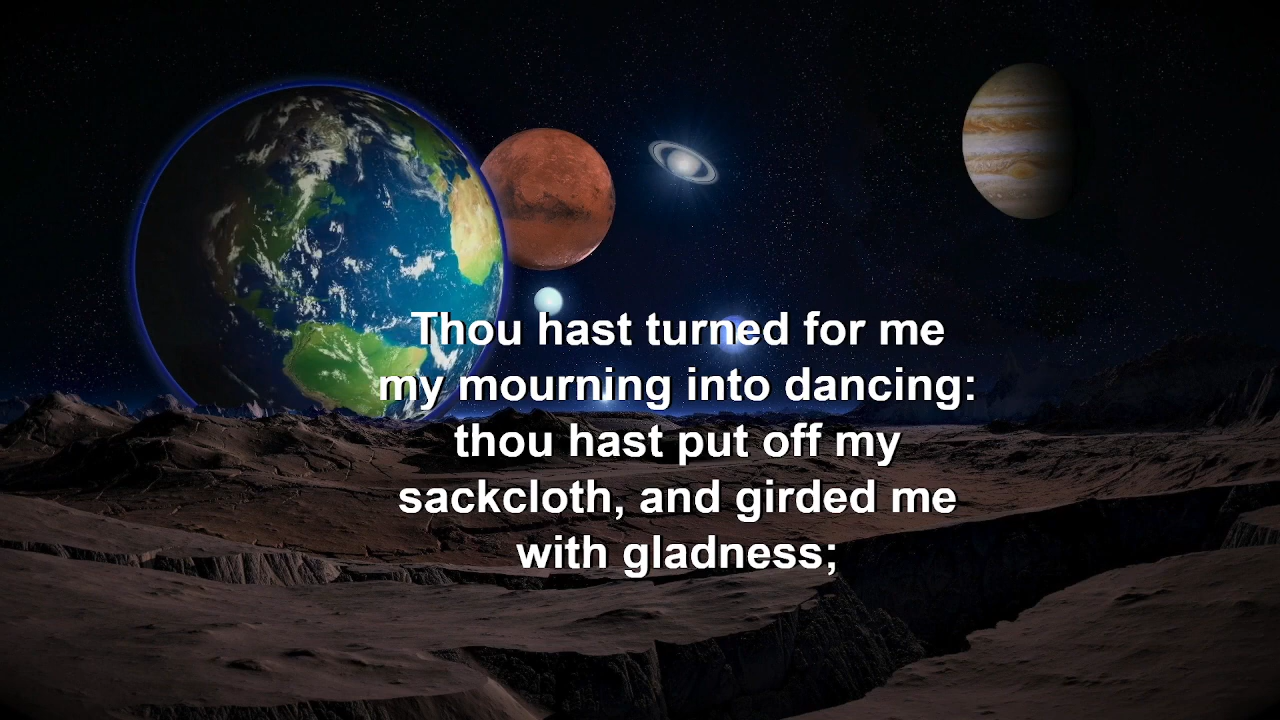 Thou hast turned for me
my mourning into dancing:
thou hast put off my
sackcloth, and girded me
with gladness;